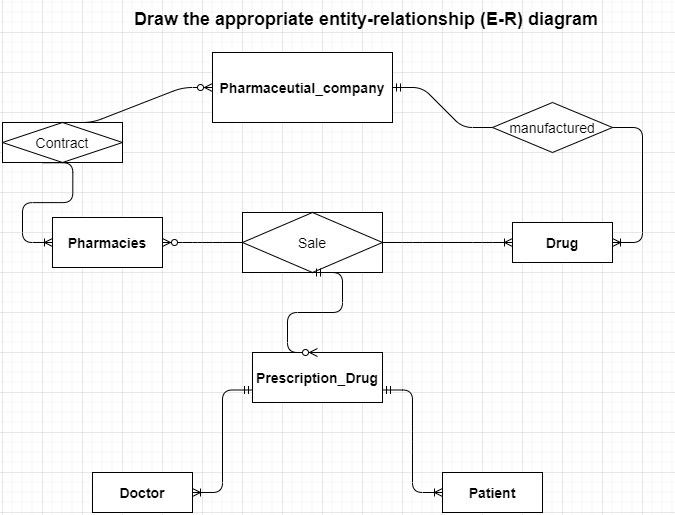 Draw the appropriate entity-relationship (E-R) diagram
Pharmaceutial_company
manufactured
Contract
Pharmacies
Sale
Drug
Prescription_Drug
Doctor
Patient